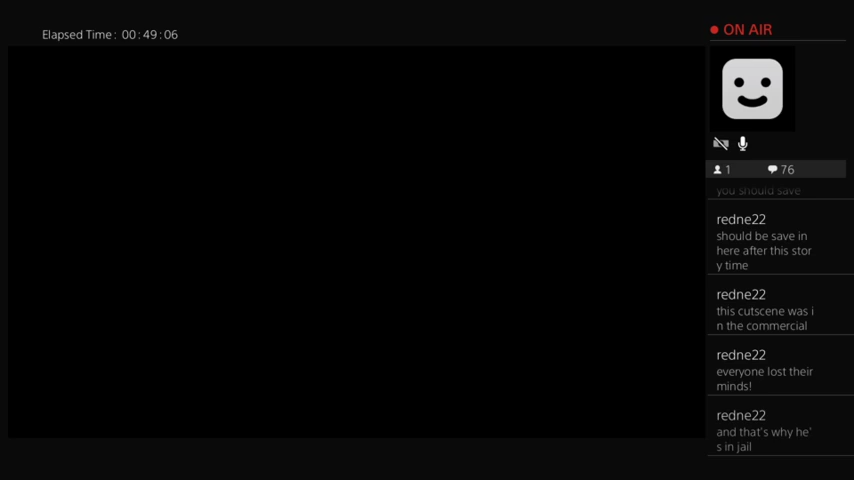 Elapsed Time: 00:49:06
ON AIR
1 76
you should save
redne22
should be save in
here after this stor
y time
redne22
this cutscene was i
n the commercial
redne22
everyone lost their
minds!
redne22
and that's why he'
s in jail